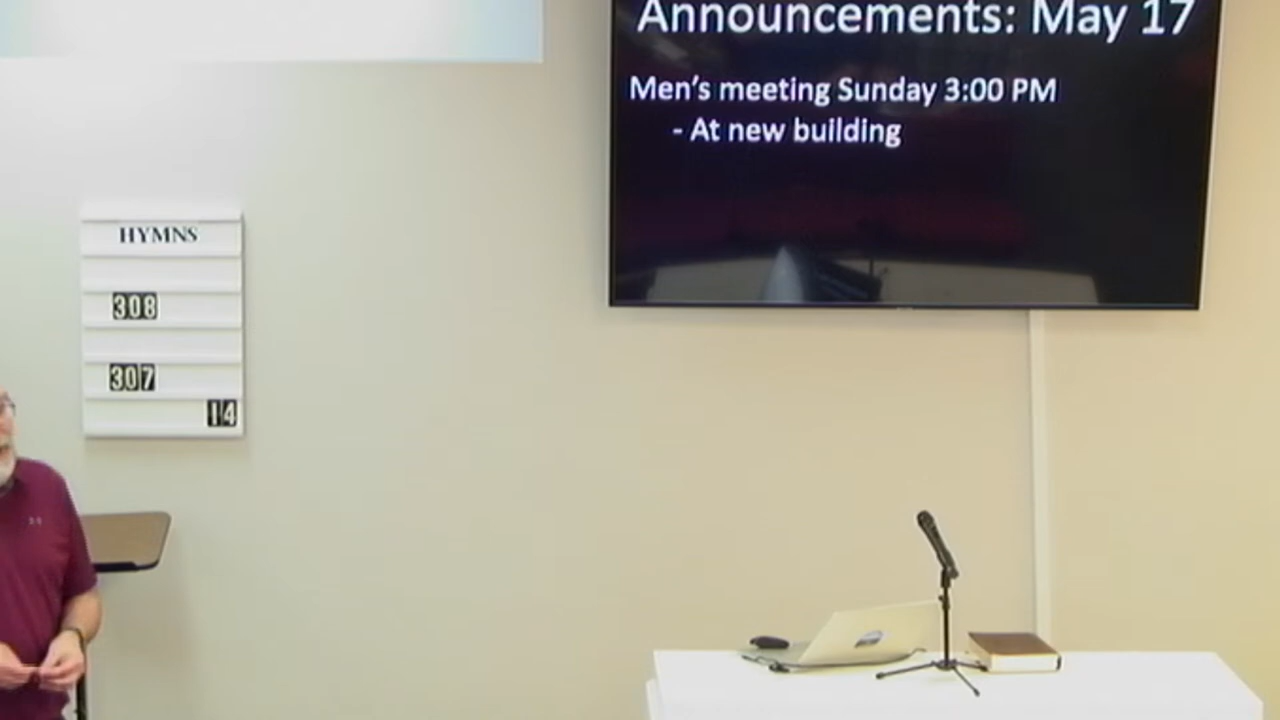 Announcements: May 17
Men's meeting Sunday 3:00 PM
- At new building
HYMNS
308
307
14